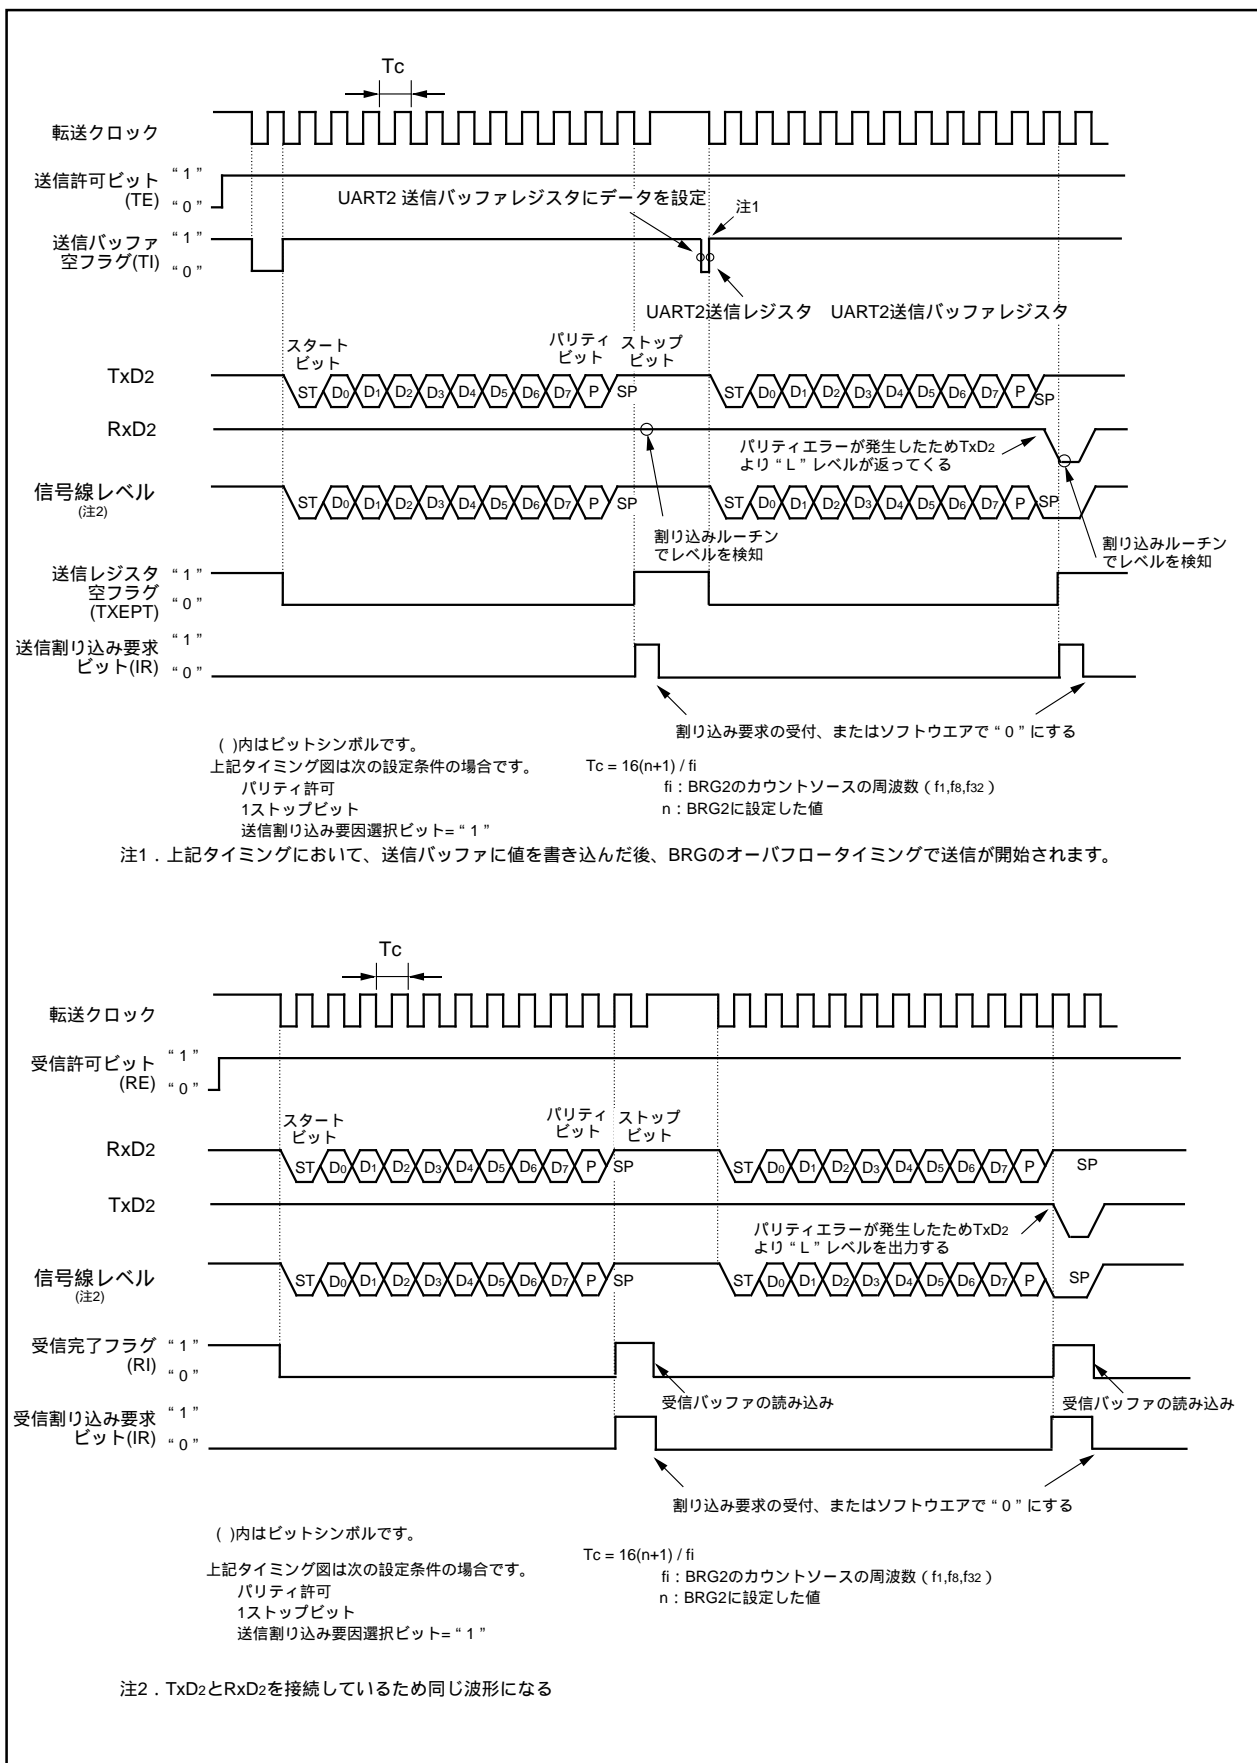 Tc
転送クロック
送信許可ビット
(TE)
“ 1 ”
“ 0 ”
UART2 送信バッファレジスタにデータを設定
注1
送信バッファ
空フラグ(TI)
“ 1 ”
“ 0 ”
UART2送信レジスタ UART2送信バッファレジスタ
スタート
ビット
パリティ
ビット
ストップ
ビット
TxD2
ST D0 D1 D2 D3 D4 D5 D6 D7 P SP
ST D0 D1 D2 D3 D4 D5 D6 D7 P SP
RxD2
パリティエラーが発生したためTxD2
より“ L ” レベルが返ってくる
信号線レベル
(注2)
ST D0 D1 D2 D3 D4 D5 D6 D7 P SP
ST D0 D1 D2 D3 D4 D5 D6 D7 P SP
割り込みルーチン
でレベルを検知
割り込みルーチン
でレベルを検知
送信レジスタ
空フラグ
(TXEPT)
“ 1 ”
“ 0 ”
送信割り込み要求
ビット(IR)
“ 1 ”
“ 0 ”
割り込み要求の受付、またはソフトウエアで “ 0 ” にする
( )内はビットシンボルです。
上記タイミング図は次の設定条件の場合です。
パリティ許可
1ストップビット
送信割り込み要因選択ビット= “ 1 ”
Tc = 16(n+1) / fi
fi : BRG2のカウントソースの周波数 ( f1,f8,f32 )
n : BRG2に設定した値
注1 . 上記タイミングにおいて、送信バッファに値を書き込んだ後、BRGのオーバフロータイミングで送信が開始されます。
Tc
転送クロック
受信許可ビット
(RE)
“ 1 ”
“ 0 ”
スタート
ビット
パリティ
ビット
ストップ
ビット
RxD2
ST D0 D1 D2 D3 D4 D5 D6 D7 P SP
ST D0 D1 D2 D3 D4 D5 D6 D7 P SP
TxD2
パリティエラーが発生したためTxD2
より “ L ” レベルを出力する
信号線レベル
(注2)
ST D0 D1 D2 D3 D4 D5 D6 D7 P SP
ST D0 D1 D2 D3 D4 D5 D6 D7 P SP
受信完了フラグ
(RI)
“ 1 ”
“ 0 ”
受信バッファの読み込み
受信バッファの読み込み
受信割り込み要求
ビット(IR)
“ 1 ”
“ 0 ”
割り込み要求の受付、またはソフトウエアで “ 0 ” にする
( )内はビットシンボルです。
上記タイミング図は次の設定条件の場合です。
パリティ許可
1ストップビット
送信割り込み要因選択ビット= “ 1 ”
Tc = 16(n+1) / fi
fi : BRG2のカウントソースの周波数 ( f1,f8,f32 )
n : BRG2に設定した値
注2 . TxD2とRxD2を接続しているため同じ波形になる